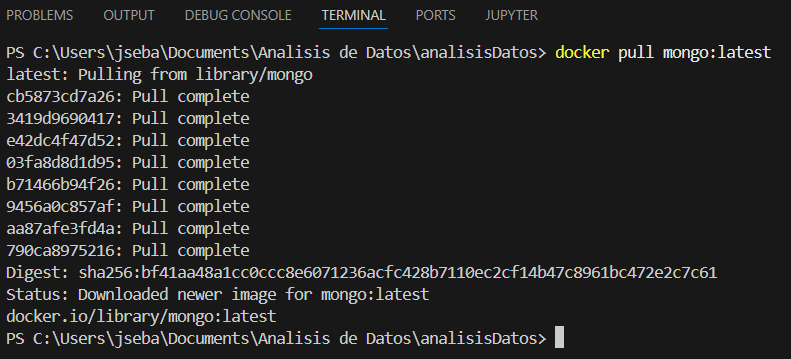 PROBLEMS OUTPUT DEBUG CONSOLE TERMINAL PORTS JUPYTER
PS C:\Users\jseba\Documents\Analisis de Datos\analisisDatos> docker pull mongo:latest
latest: Pulling from library/mongo
cb5873cd7a26: Pull complete
3419d9690417: Pull complete
e42dc4f47d52: Pull complete
03fa8d8d1d95: Pull complete
b71466b94f26: Pull complete
9456a0c857af: Pull complete
aa87afe3fd4a: Pull complete
790ca8975216: Pull complete
Digest: sha256:bf41aa48a1cc0ccc8e6071236acfc428b7110ec2cf14b47c8961bc472e2c7c61
Status: Downloaded newer image for mongo:latest
docker.io/library/mongo:latest
PS C:\Users\jseba\Documents\Analisis de Datos\analisisDatos>